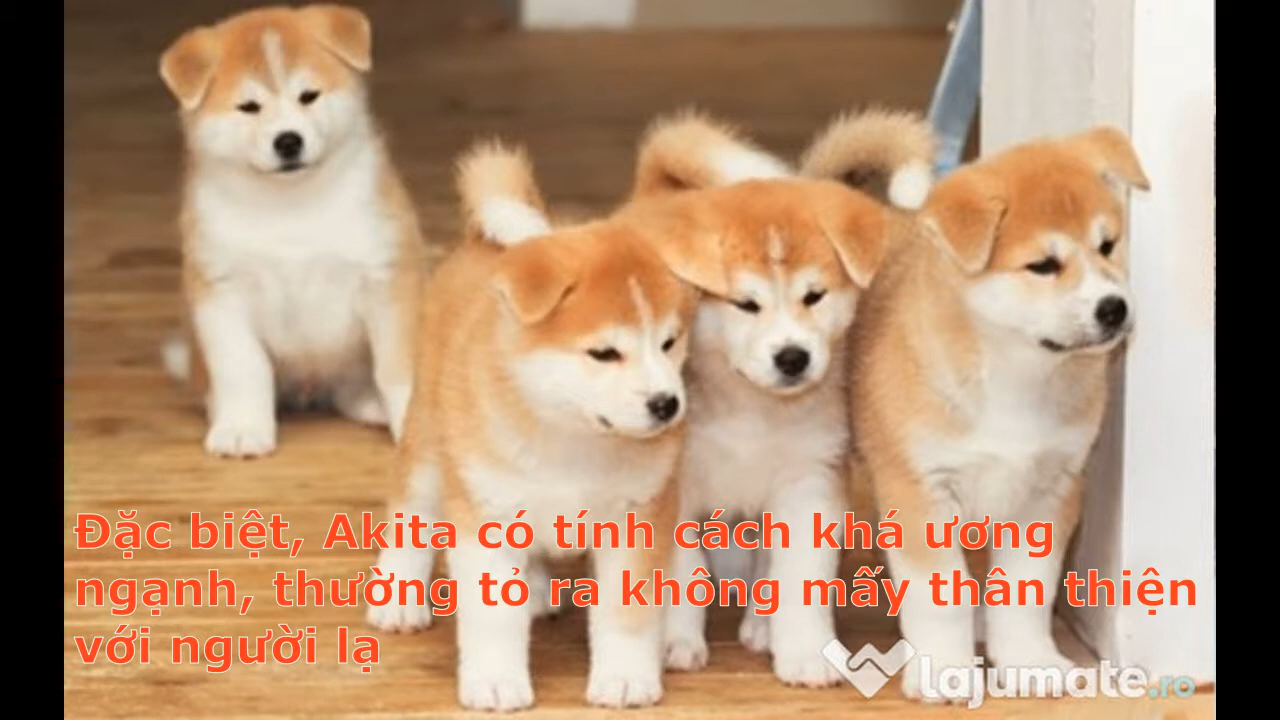 Đặc biệt, Akita có tính cách khá ương
ngạnh, thường tỏ ra không mấy thân thiện
với người lạ
lajumate.ro